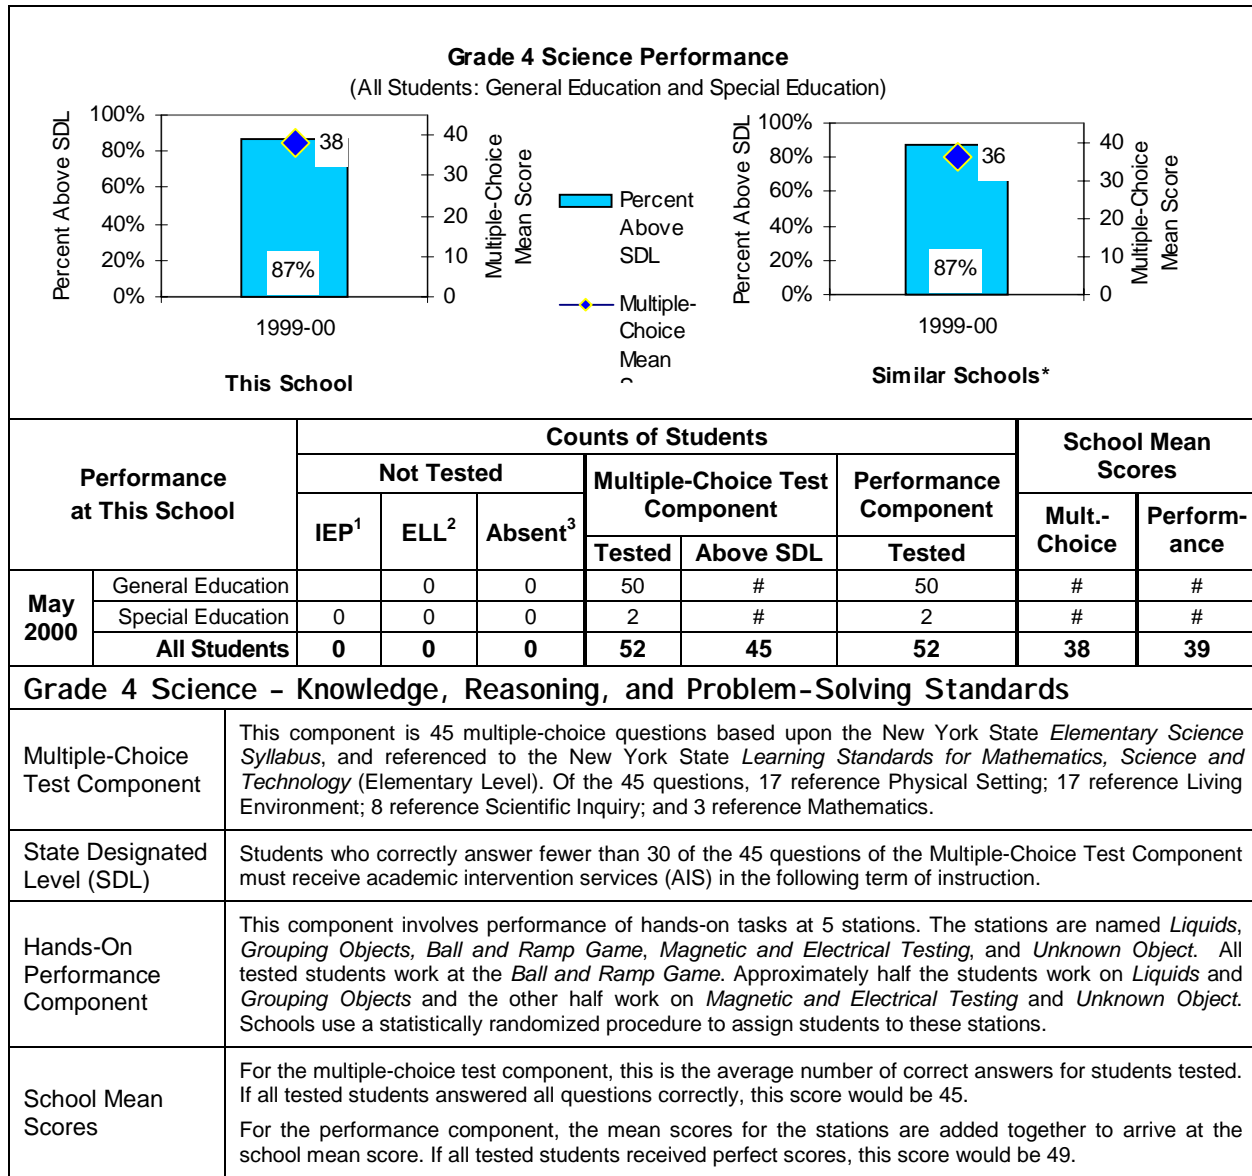 Grade 4 Science Performance
(All Students: General Education and Special Education)
Percent Above SDL
100%
80%
60%
40%
20%
0%
38
87%
40
30
20
10
0
Multiple-Choice
Mean Score
1999-00
This School
Percent
Above
SDL
Multiple-
Choice
Mean
Percent Above SDL
100%
80%
60%
40%
20%
0%
36
87%
40
30
20
10
0
Multiple-Choice
Mean Score
1999-00
Similar Schools*
Performance
at This School
Counts of Students
School Mean
Scores
Not Tested
Multiple-Choice Test
Component
Performance
Component
IEP1 ELL2 Absent3 Tested Above SDL Tested
Mult.-
Choice
Perform-
ance
May
2000
General Education 0 0 50 # 50 # #
Special Education 0 0 0 2 # 2 # #
All Students 0 0 0 52 45 52 38 39
Grade 4 Science – Knowledge, Reasoning, and Problem-Solving Standards
Multiple-Choice
Test Component
This component is 45 multiple-choice questions based upon the New York State Elementary Science
Syllabus, and referenced to the New York State Learning Standards for Mathematics, Science and
Technology (Elementary Level). Of the 45 questions, 17 reference Physical Setting; 17 reference Living
Environment; 8 reference Scientific Inquiry; and 3 reference Mathematics.
State Designated
Level (SDL)
Students who correctly answer fewer than 30 of the 45 questions of the Multiple-Choice Test Component
must receive academic intervention services (AIS) in the following term of instruction.
Hands-On
Performance
Component
This component involves performance of hands-on tasks at 5 stations. The stations are named Liquids,
Grouping Objects, Ball and Ramp Game, Magnetic and Electrical Testing, and Unknown Object. All
tested students work at the Ball and Ramp Game. Approximately half the students work on Liquids and
Grouping Objects and the other half work on Magnetic and Electrical Testing and Unknown Object.
Schools use a statistically randomized procedure to assign students to these stations.
School Mean
Scores
For the multiple-choice test component, this is the average number of correct answers for students tested.
If all tested students answered all questions correctly, this score would be 45.
For the performance component, the mean scores for the stations are added together to arrive at the
school mean score. If all tested students received perfect scores, this score would be 49.